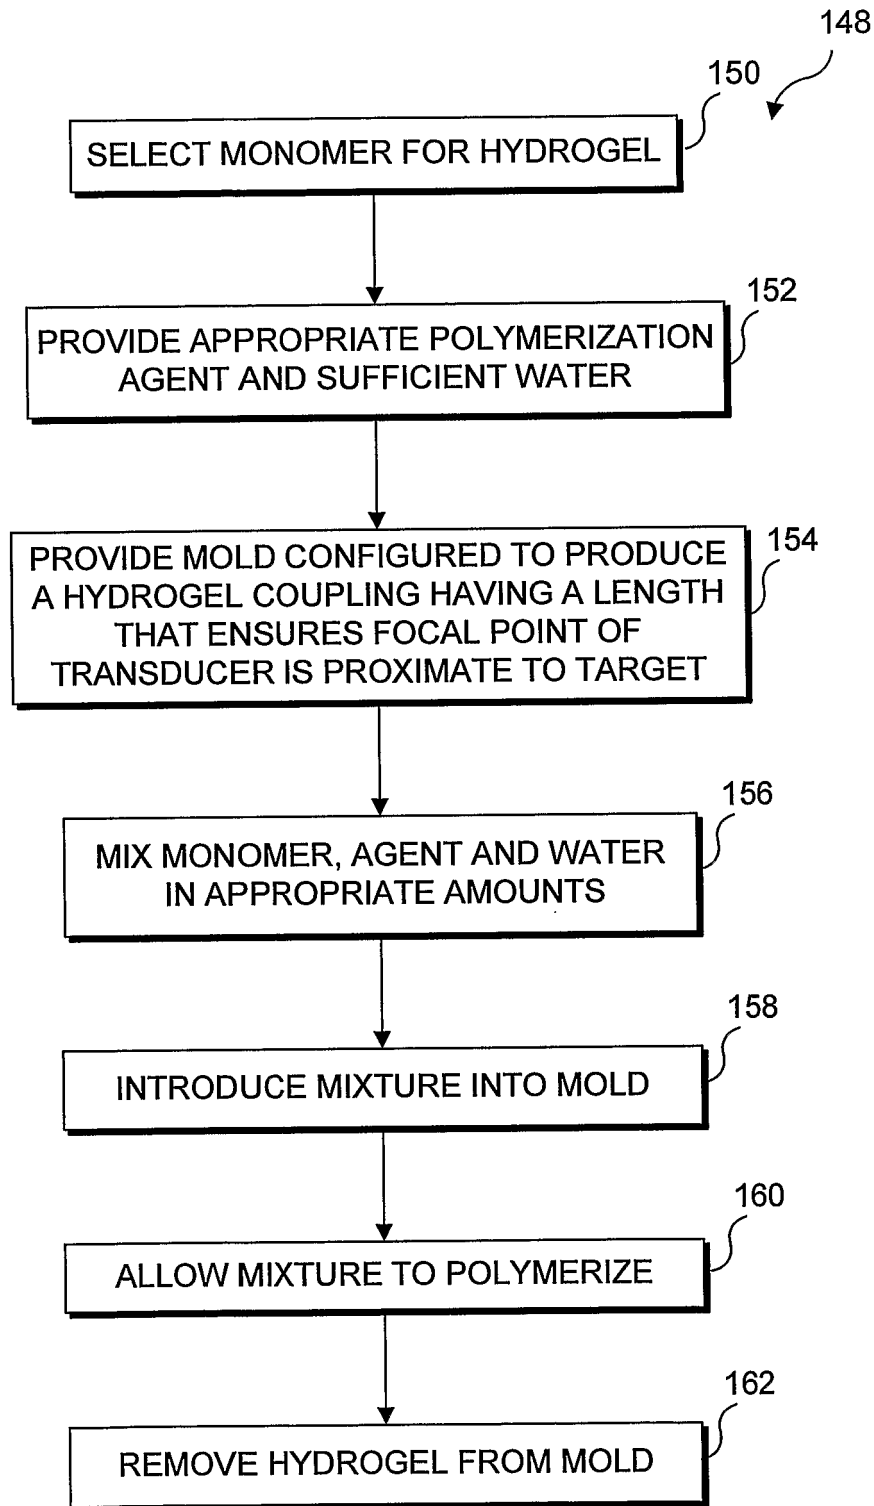 148
150
SELECT MONOMER FOR HYDROGEL
152
PROVIDE APPROPRIATE POLYMERIZATION
AGENT AND SUFFICIENT WATER
154
PROVIDE MOLD CONFIGURED TO PRODUCE
A HYDROGEL COUPLING HAVING A LENGTH
THAT ENSURES FOCAL POINT OF
TRANSDUCER IS PROXIMATE TO TARGET
156
MIX MONOMER, AGENT AND WATER
IN APPROPRIATE AMOUNTS
158
INTRODUCE MIXTURE INTO MOLD
160
ALLOW MIXTURE TO POLYMERIZE
162
REMOVE HYDROGEL FROM MOLD